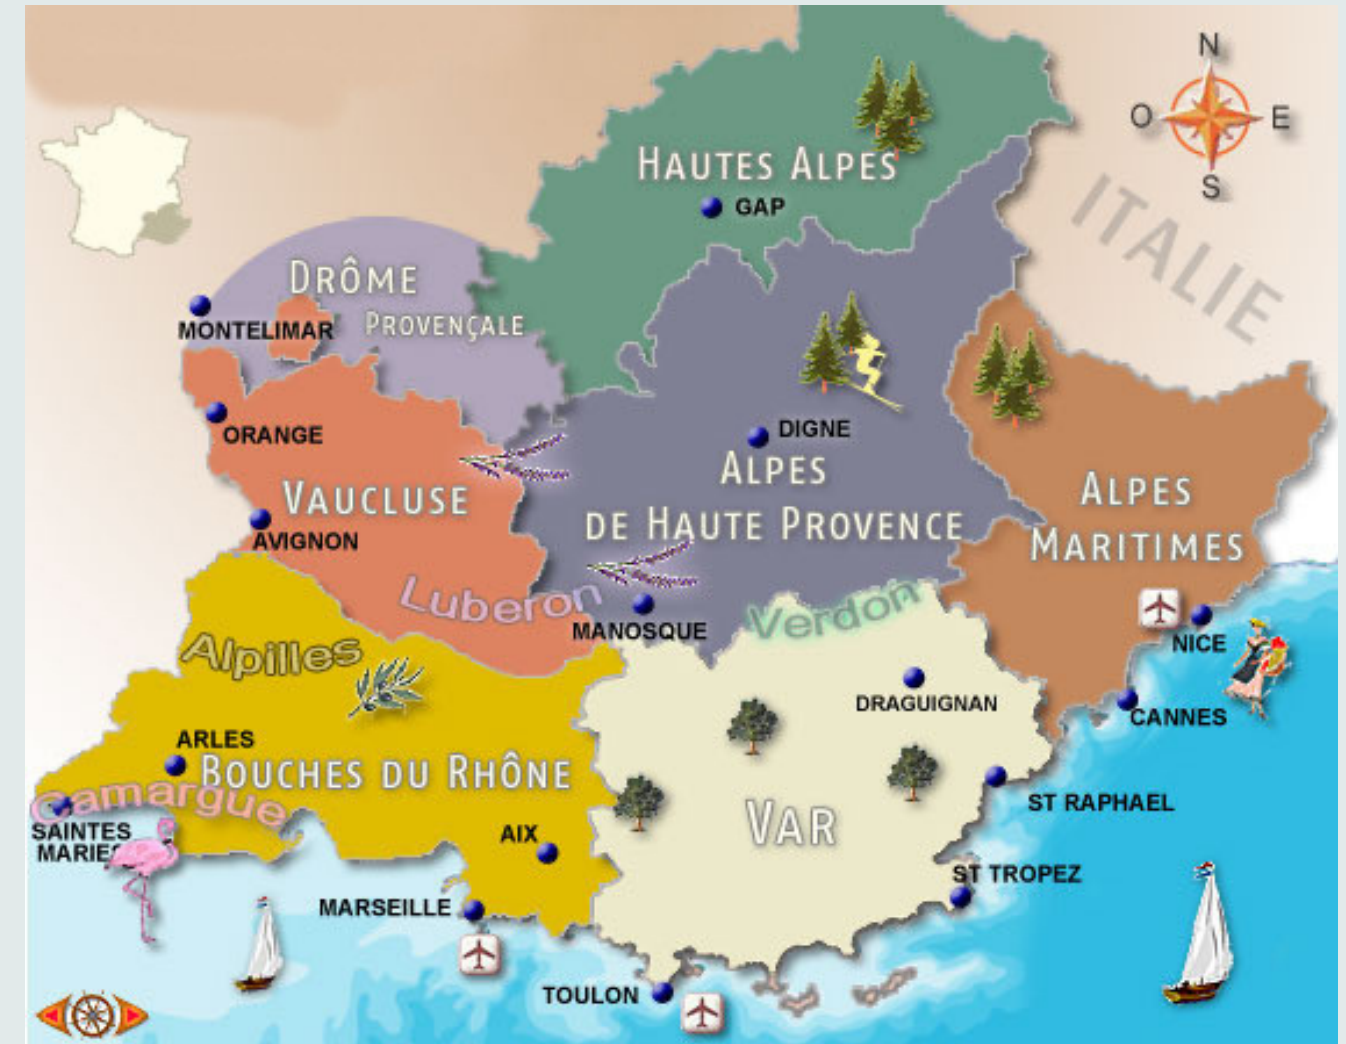 N
O
E
S
ITALIE
HAUTES ALPES
GAP
DRÔME
PROVENÇALE
MONTELIMAR
ORANGE
DIGNE
ALPES
DE HAUTE PROVENCE
VAUCLUSE
AVIGNON
ALPES
MARITIMES
Luberon
MANOSQUE
Verdon
NICE
Alpilles
DRAGUIGNAN
CANNES
ARLES
BOUCHES DU RHÔNE
Camargue
SAINTES
MARIES
AIX
VAR
ST RAPHAEL
ST TROPEZ
MARSEILLE
TOULON